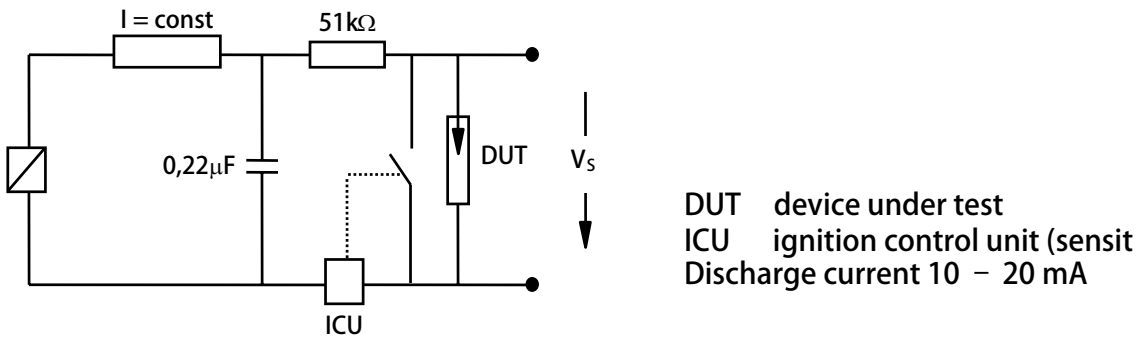 I = const
51kΩ
0,22µF
DUT
VS
ICU
DUT device under test
ICU ignition control unit (sensit
Discharge current 10 – 20 mA